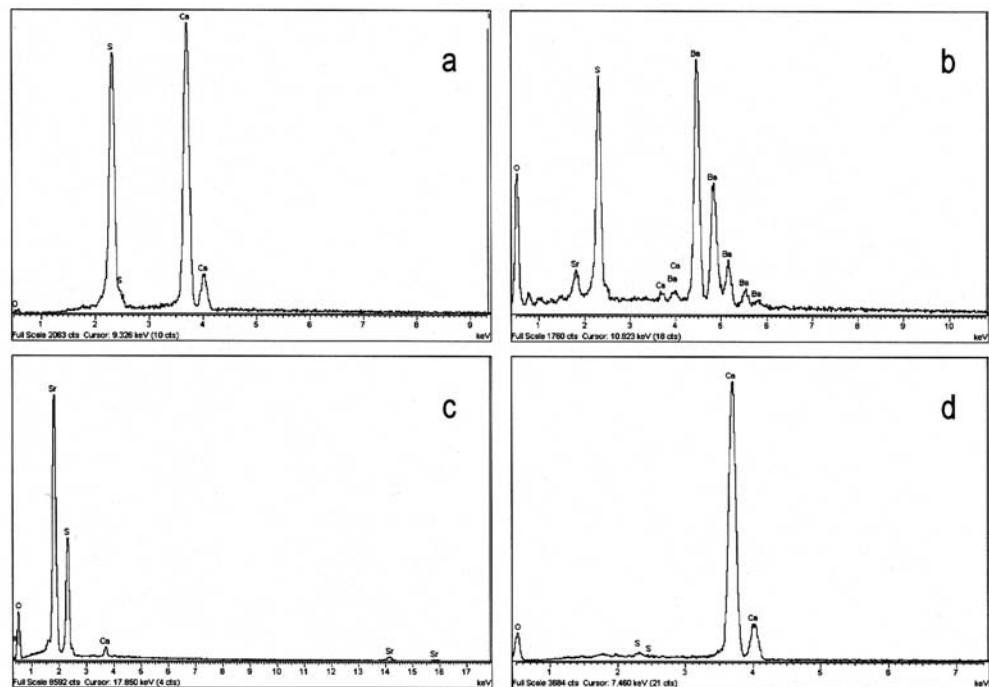 Ca
S
a
Ca
S
O
1 2 3 4 5 6 7 8 9
Full Scale 2063 cts Cursor: 9.326 keV (10 cts) keV
Ba
S
b
O
Ba
Sr
Ca
Ba
Ca Ba Ba Ba
1 2 3 4 5 6 7 8 9 10
Full Scale 1760 cts Cursor: 10.823 keV (18 cts) keV
Sr
c
S
O
Ca
Sr Sr
1 2 3 4 5 6 7 8 9 10 11 12 13 14 15 16 17
Full Scale 8592 cts Cursor: 17.850 keV (4 cts) keV
Ca
d
O
Ca
S S
1 2 3 4 5 6 7
Full Scale 3684 cts Cursor: 7.460 keV (21 cts) keV